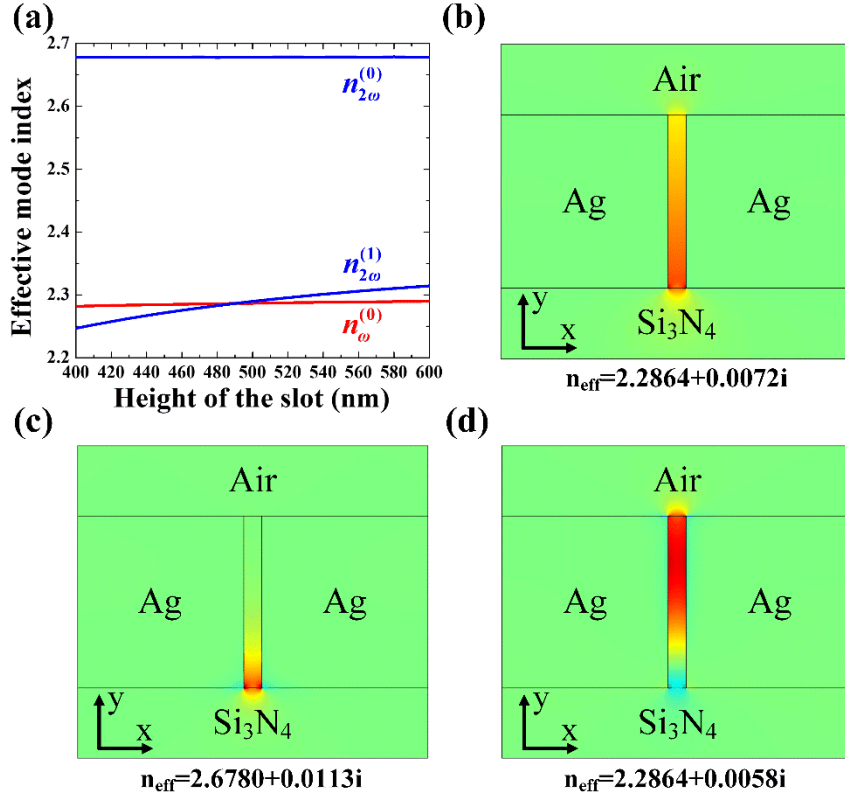 (a)
Effective mode index
2.7
2.6
2.5
2.4
2.3
2.2
n₂ω⁽⁰⁾
n₂ω⁽¹⁾
nω⁽⁰⁾
400 420 440 460 480 500 520 540 560 580 600
Height of the slot (nm)
(b)
Air
Ag Ag
y
x
Si₃N₄
nₑff=2.2864+0.0072i
(c)
Air
Ag Ag
y
x
Si₃N₄
nₑff=2.6780+0.0113i
(d)
Air
Ag Ag
y
x
Si₃N₄
nₑff=2.2864+0.0058i